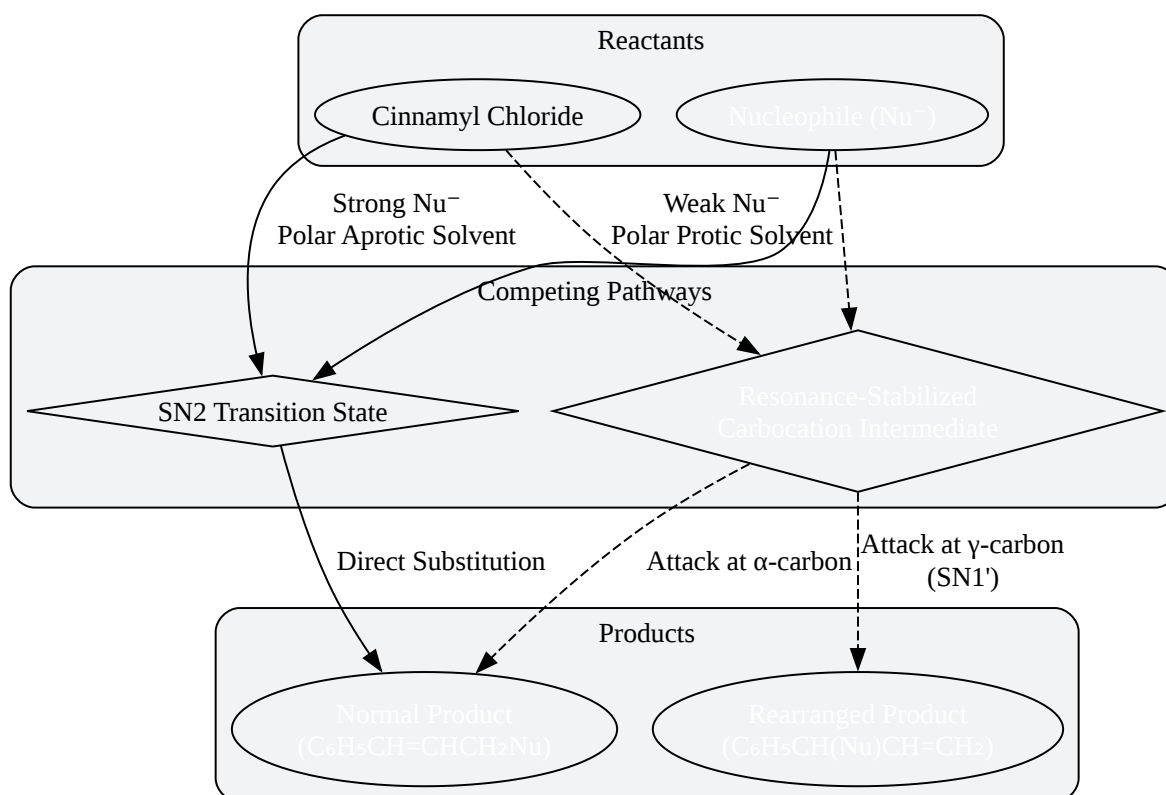 Reactants
Cinnamyl Chloride
Nucleophile (Nu⁻)
Strong Nu⁻
Polar Aprotic Solvent
Weak Nu⁻
Polar Protic Solvent
Competing Pathways
SN2 Transition State
Resonance-Stabilized
Carbocation Intermediate
Direct Substitution
Attack at α-carbon
Attack at γ-carbon
(SN1')
Products
Normal Product
(C₆H₅CH=CHCH₂Nu)
Rearranged Product
(C₆H₅CH(Nu)CH=CH₂)